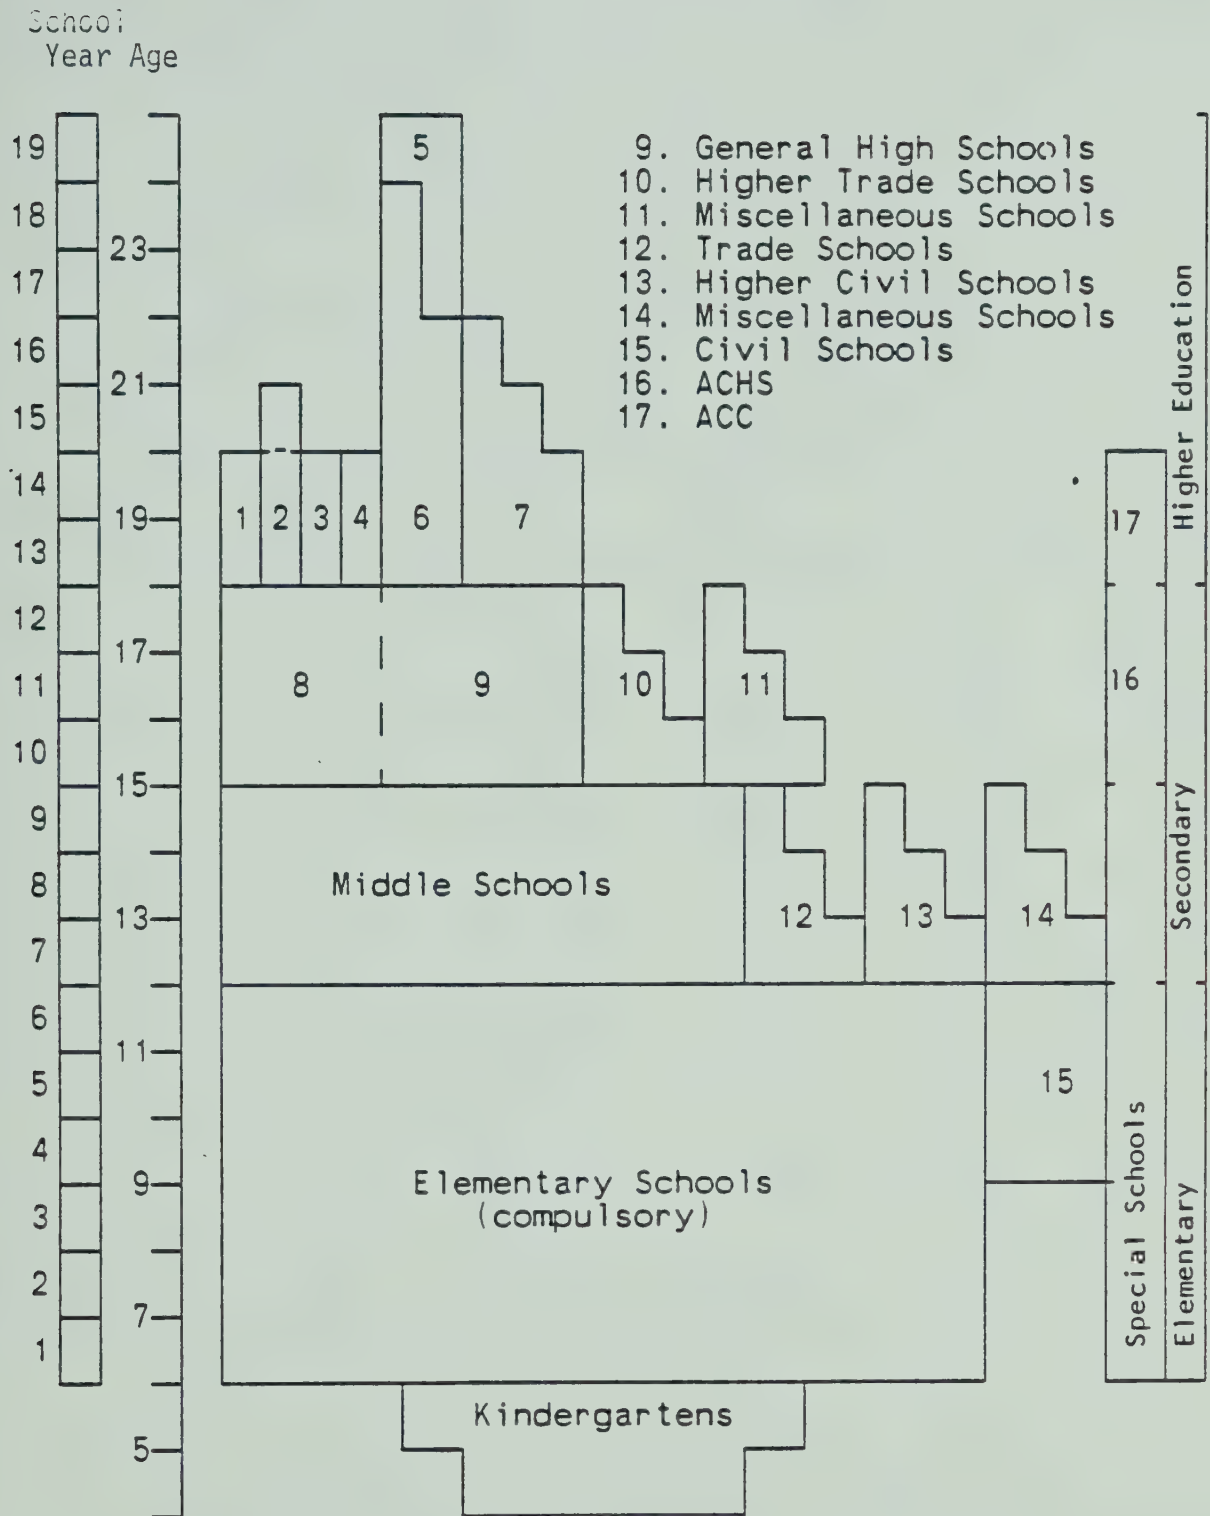 School
Year Age
19
5
9. General High Schools
10. Higher Trade Schools
18
11. Miscellaneous Schools
23
12. Trade Schools
17
13. Higher Civil Schools
14. Miscellaneous Schools
16
15. Civil Schools
21
16. ACHS
15
17. ACC
Higher Education
14
1 2 3 4 6 7
19
17
13
12
17
11
8 9 10 11
16
10
15
9
Secondary
8
Middle Schools
13
12 13 14
7
6
11
5
15
4
9
Elementary Schools
(compulsory)
3
Special Schools
Elementary
2
7
1
Kindergartens
5